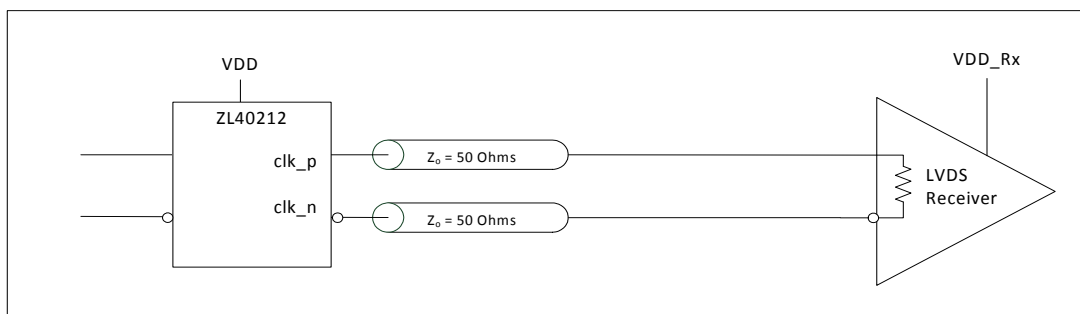 VDD
VDD_Rx
ZL40212
clk_p
Zₒ = 50 Ohms
LVDS
Receiver
clk_n
Zₒ = 50 Ohms